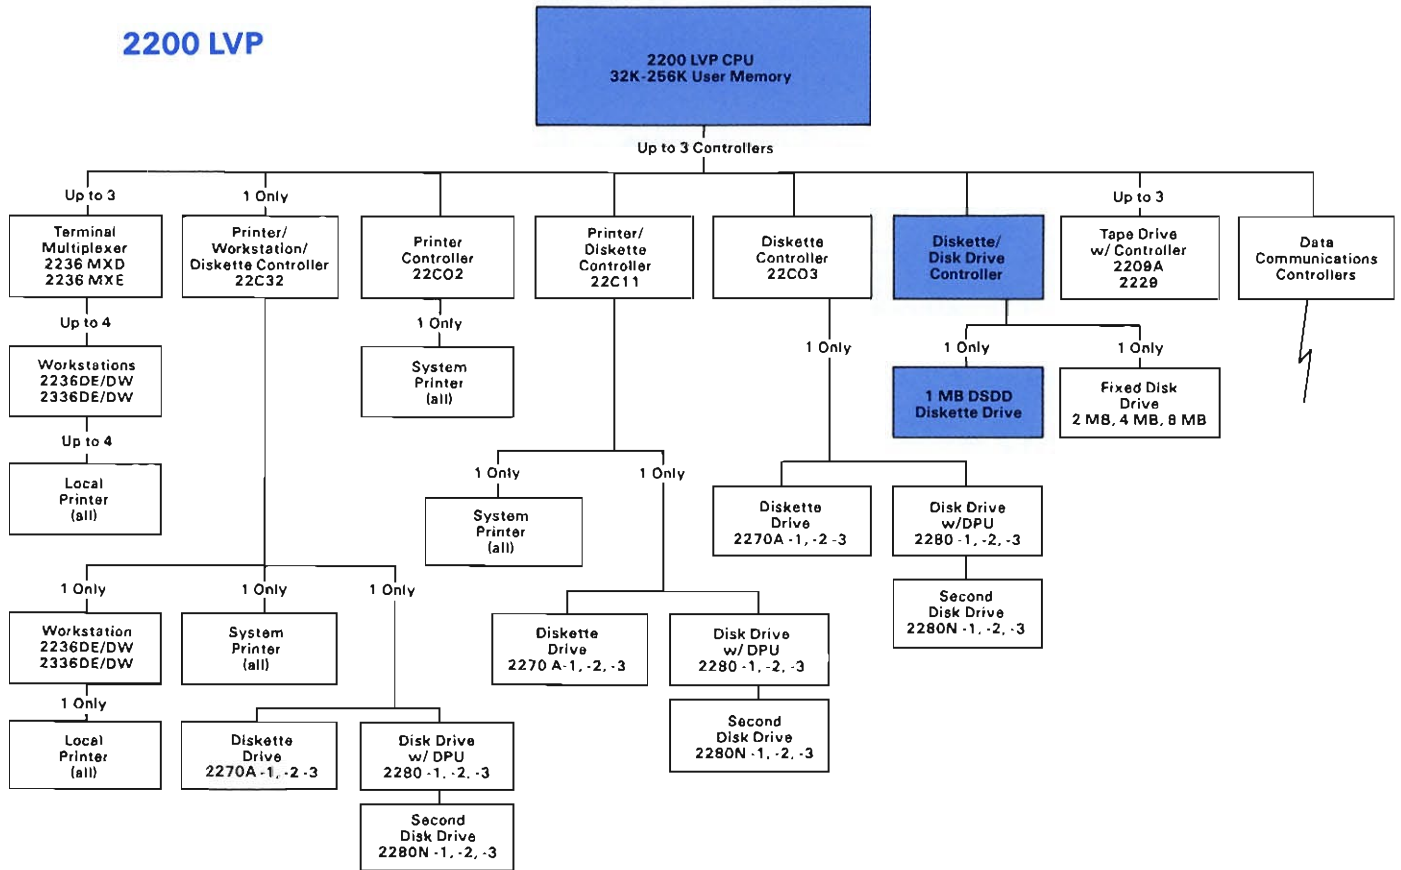 2200 LVP
2200 LVP CPU
32K-256K User Memory
Up to 3 Controllers
Up to 3
Terminal
Multiplexer
2236 MXD
2236 MXE
Up to 4
Workstations
2236DE/DW
2336DE/DW
Up to 4
Local
Printer
(all)
1 Only
Printer/
Workstation/
Diskette Controller
22C32
1 Only
Workstation
2236DE/DW
2336DE/DW
1 Only
Local
Printer
(all)
1 Only
System
Printer
(all)
1 Only
Diskette
Drive
2270A -1, -2 -3
Disk Drive
w/ DPU
2280 -1, -2, -3
Second
Disk Drive
2280N -1, -2, -3
Printer
Controller
22CO2
1 Only
System
Printer
(all)
Printer/
Diskette
Controller
22C11
1 Only
System
Printer
(all)
1 Only
Diskette
Drive
2270 A-1, -2, -3
Disk Drive
w/ DPU
2280 -1, -2, -3
Second
Disk Drive
2280N -1, -2, -3
Diskette
Controller
22CO3
1 Only
Diskette
Drive
2270A -1, -2 -3
Disk Drive
w/DPU
2280 -1, -2, -3
Second
Disk Drive
2280N -1, -2, -3
Diskette/
Disk Drive
Controller
1 Only
1 MB DSDD
Diskette Drive
1 Only
Fixed Disk
Drive
2 MB, 4 MB, 8 MB
Up to 3
Tape Drive
w/ Controller
2209A
2229
Data
Communications
Controllers